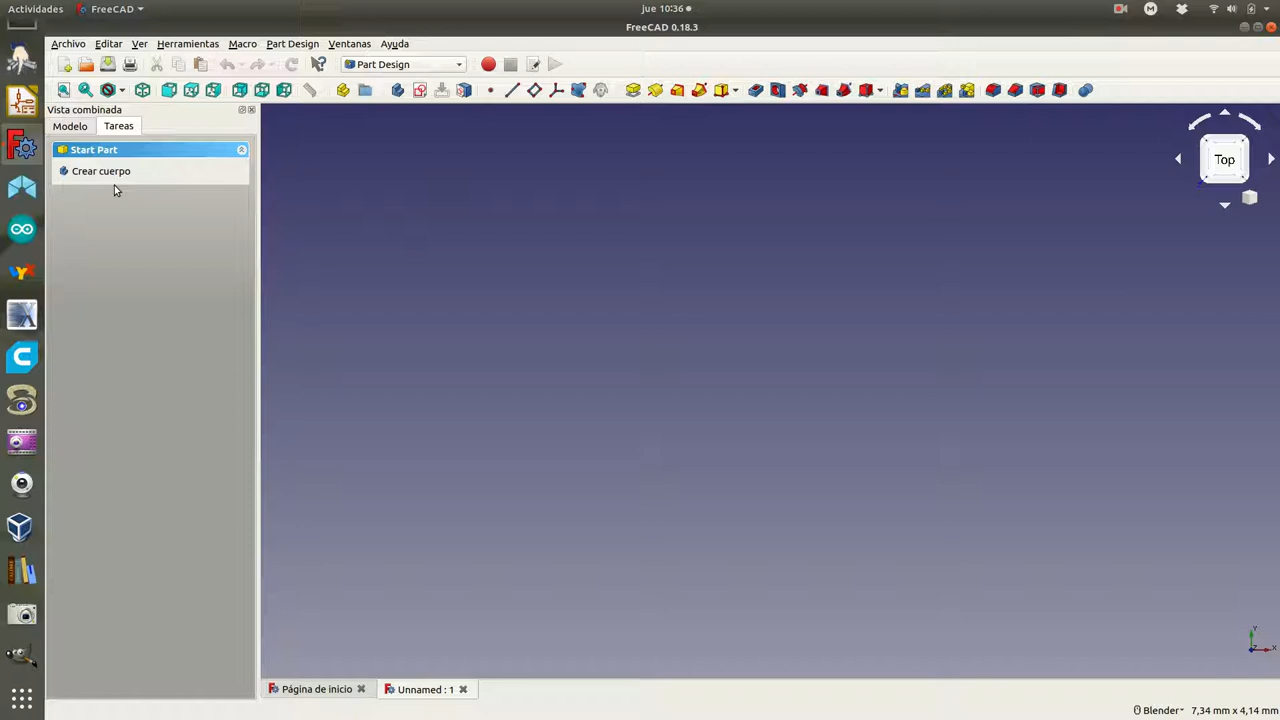 Actividades FreeCAD jue 10:36
FreeCAD 0.18.3
Archivo Editar Ver Herramientas Macro Part Design Ventanas Ayuda
Part Design
Vista combinada
Modelo Tareas
Start Part
Crear cuerpo
Top
Y
X
Z
Página de inicio Unnamed : 1
Blender 7,34 mm x 4,14 mm